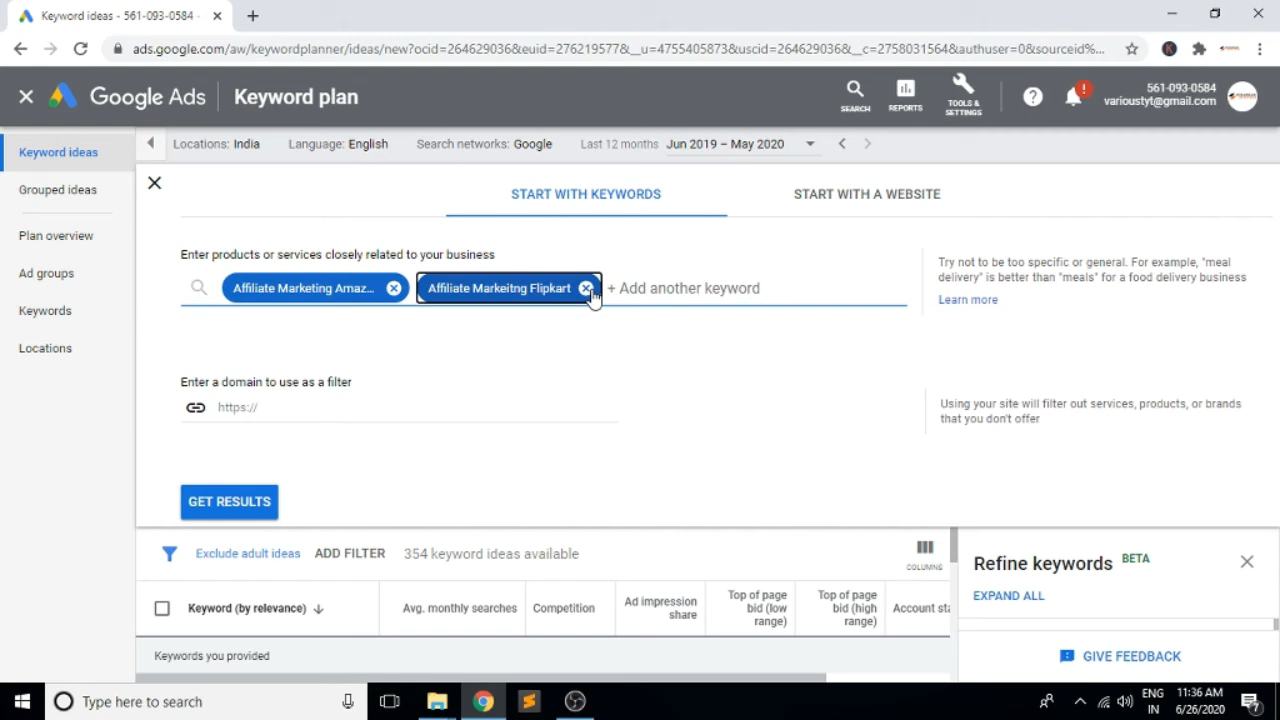 Keyword ideas - 561-093-0584 -
ads.google.com/aw/keywordplanner/ideas/new?ocid=264629036&euid=276219577&__u=4755405873&uscid=264629036&__c=2758031564&authuser=0&sourceid%...
Google Ads
Keyword plan
SEARCH
REPORTS
TOOLS &
SETTINGS
561-093-0584
varioustyt@gmail.com
Keyword ideas
Grouped ideas
Plan overview
Ad groups
Keywords
Locations
Locations: India
Language: English
Search networks: Google
Last 12 months Jun 2019 – May 2020
START WITH KEYWORDS
START WITH A WEBSITE
Enter products or services closely related to your business
Affiliate Marketing Amaz...
Affiliate Markeitng Flipkart
+ Add another keyword
Try not to be too specific or general. For example, "meal
delivery" is better than "meals" for a food delivery business
Learn more
Enter a domain to use as a filter
https://
Using your site will filter out services, products, or brands
that you don't offer
GET RESULTS
Exclude adult ideas
ADD FILTER
354 keyword ideas available
COLUMNS
Refine keywords BETA
EXPAND ALL
Keyword (by relevance)
Avg. monthly searches
Competition
Ad impression
share
Top of page
bid (low
range)
Top of page
bid (high
range)
Account sta
Keywords you provided
GIVE FEEDBACK
Type here to search
ENG
IN
11:36 AM
6/26/2020
7